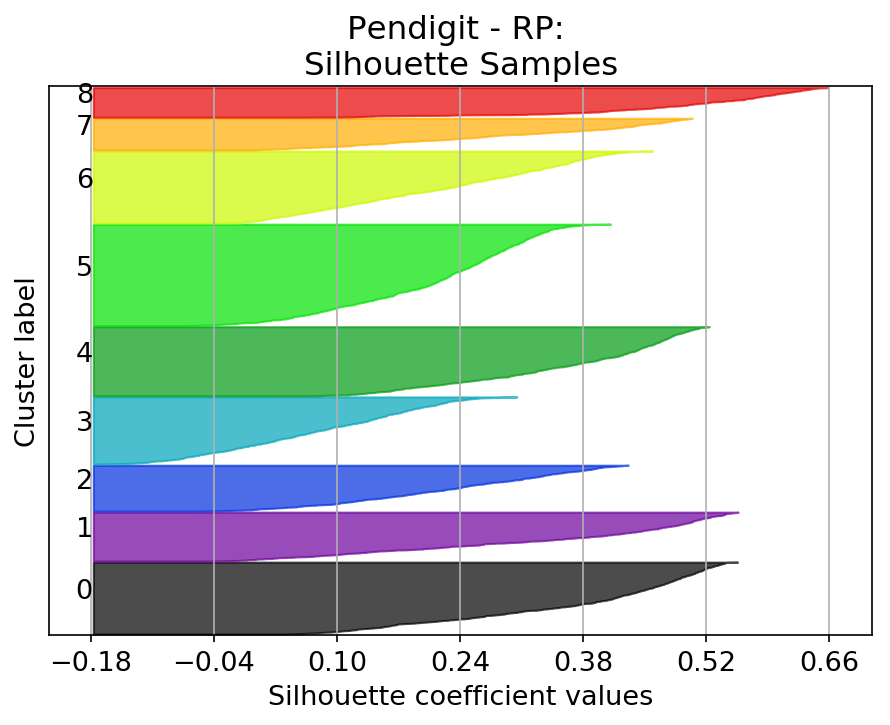 Pendigit - RP:
Silhouette Samples
8
7
6
5
4
3
2
1
0
Cluster label
−0.18 −0.04 0.10 0.24 0.38 0.52 0.66
Silhouette coefficient values